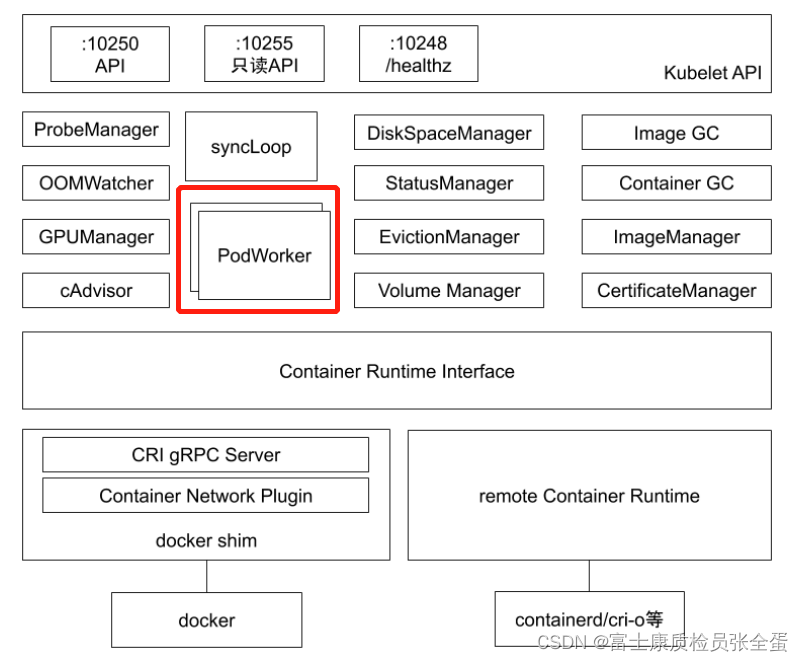 :10250
API
:10255
只读API
:10248
/healthz
Kubelet API
ProbeManager
syncLoop
DiskSpaceManager
Image GC
OOMWatcher
StatusManager
Container GC
GPUManager
PodWorker
EvictionManager
ImageManager
cAdvisor
Volume Manager
CertificateManager
Container Runtime Interface
CRI gRPC Server
Container Network Plugin
docker shim
remote Container Runtime
docker
containerd/cri-o等
CSDN @富士康质检员张全蛋